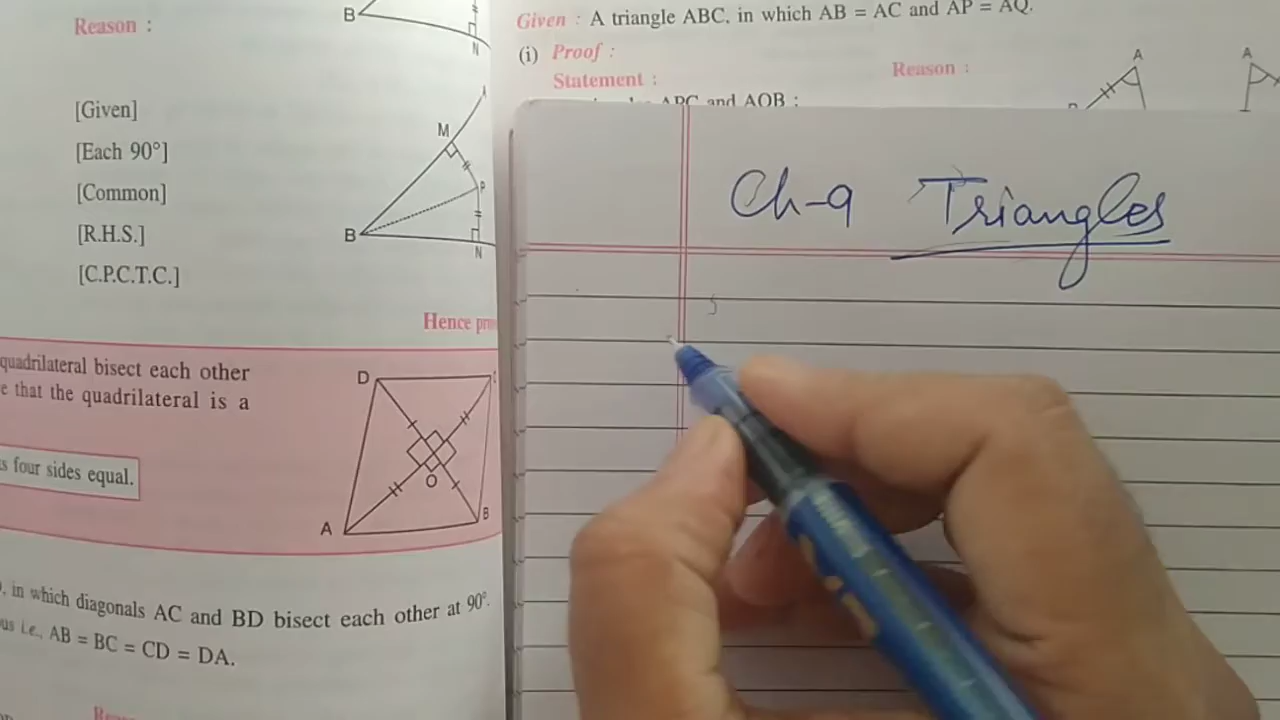 Reason :
[Given]
[Each 90°]
[Common]
[R.H.S.]
[C.P.C.T.C.]
B
N
M
P
B
N
Hence
quadrilateral bisect each other
that the quadrilateral is a
four sides equal.
D
O
A
B
in which diagonals AC and BD bisect each other at 90°.
i.e., AB = BC = CD = DA.
Given : A triangle ABC, in which AB = AC and AP = AQ.
(i) Proof :
Statement :
Reason :
and AOB :
A
A
Ch-9 Triangles